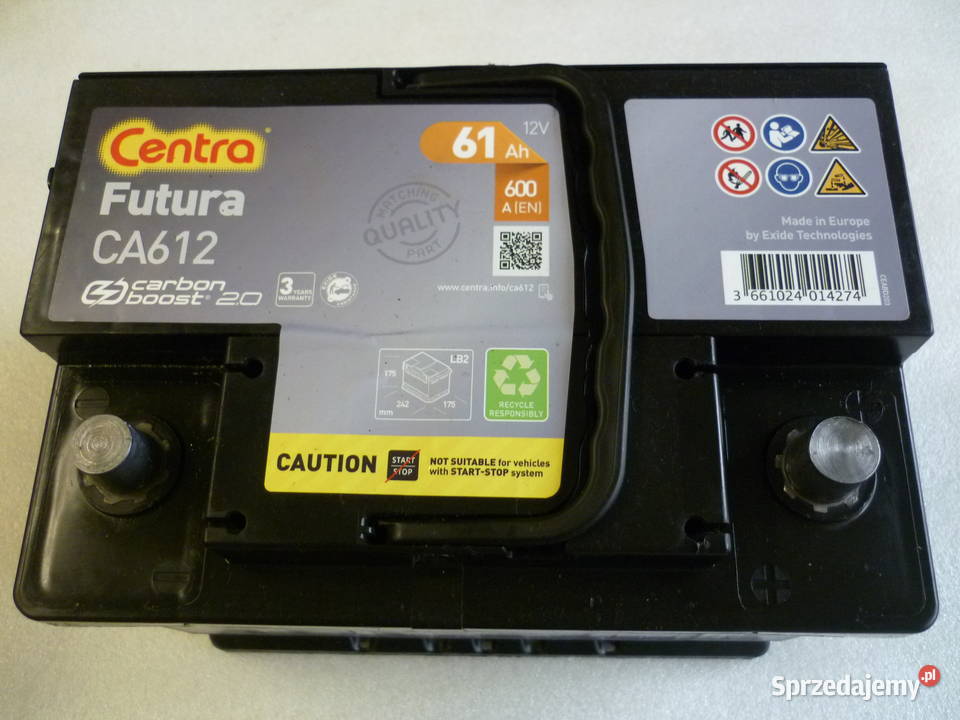 Centra
Futura
CA612
carbon
boost® 2.0
3 YEARS
WARRANTY
MATCHING
QUALITY
PART
12V
61 Ah
600
A (EN)
www.centra.info/ca612
LB2
175
242
175
mm
RECYCLE
RESPONSIBLY
CAUTION
START
STOP
NOT SUITABLE for vehicles
with START-STOP system
Made in Europe
by Exide Technologies
3 661024 014274
Sprzedajemy.pl